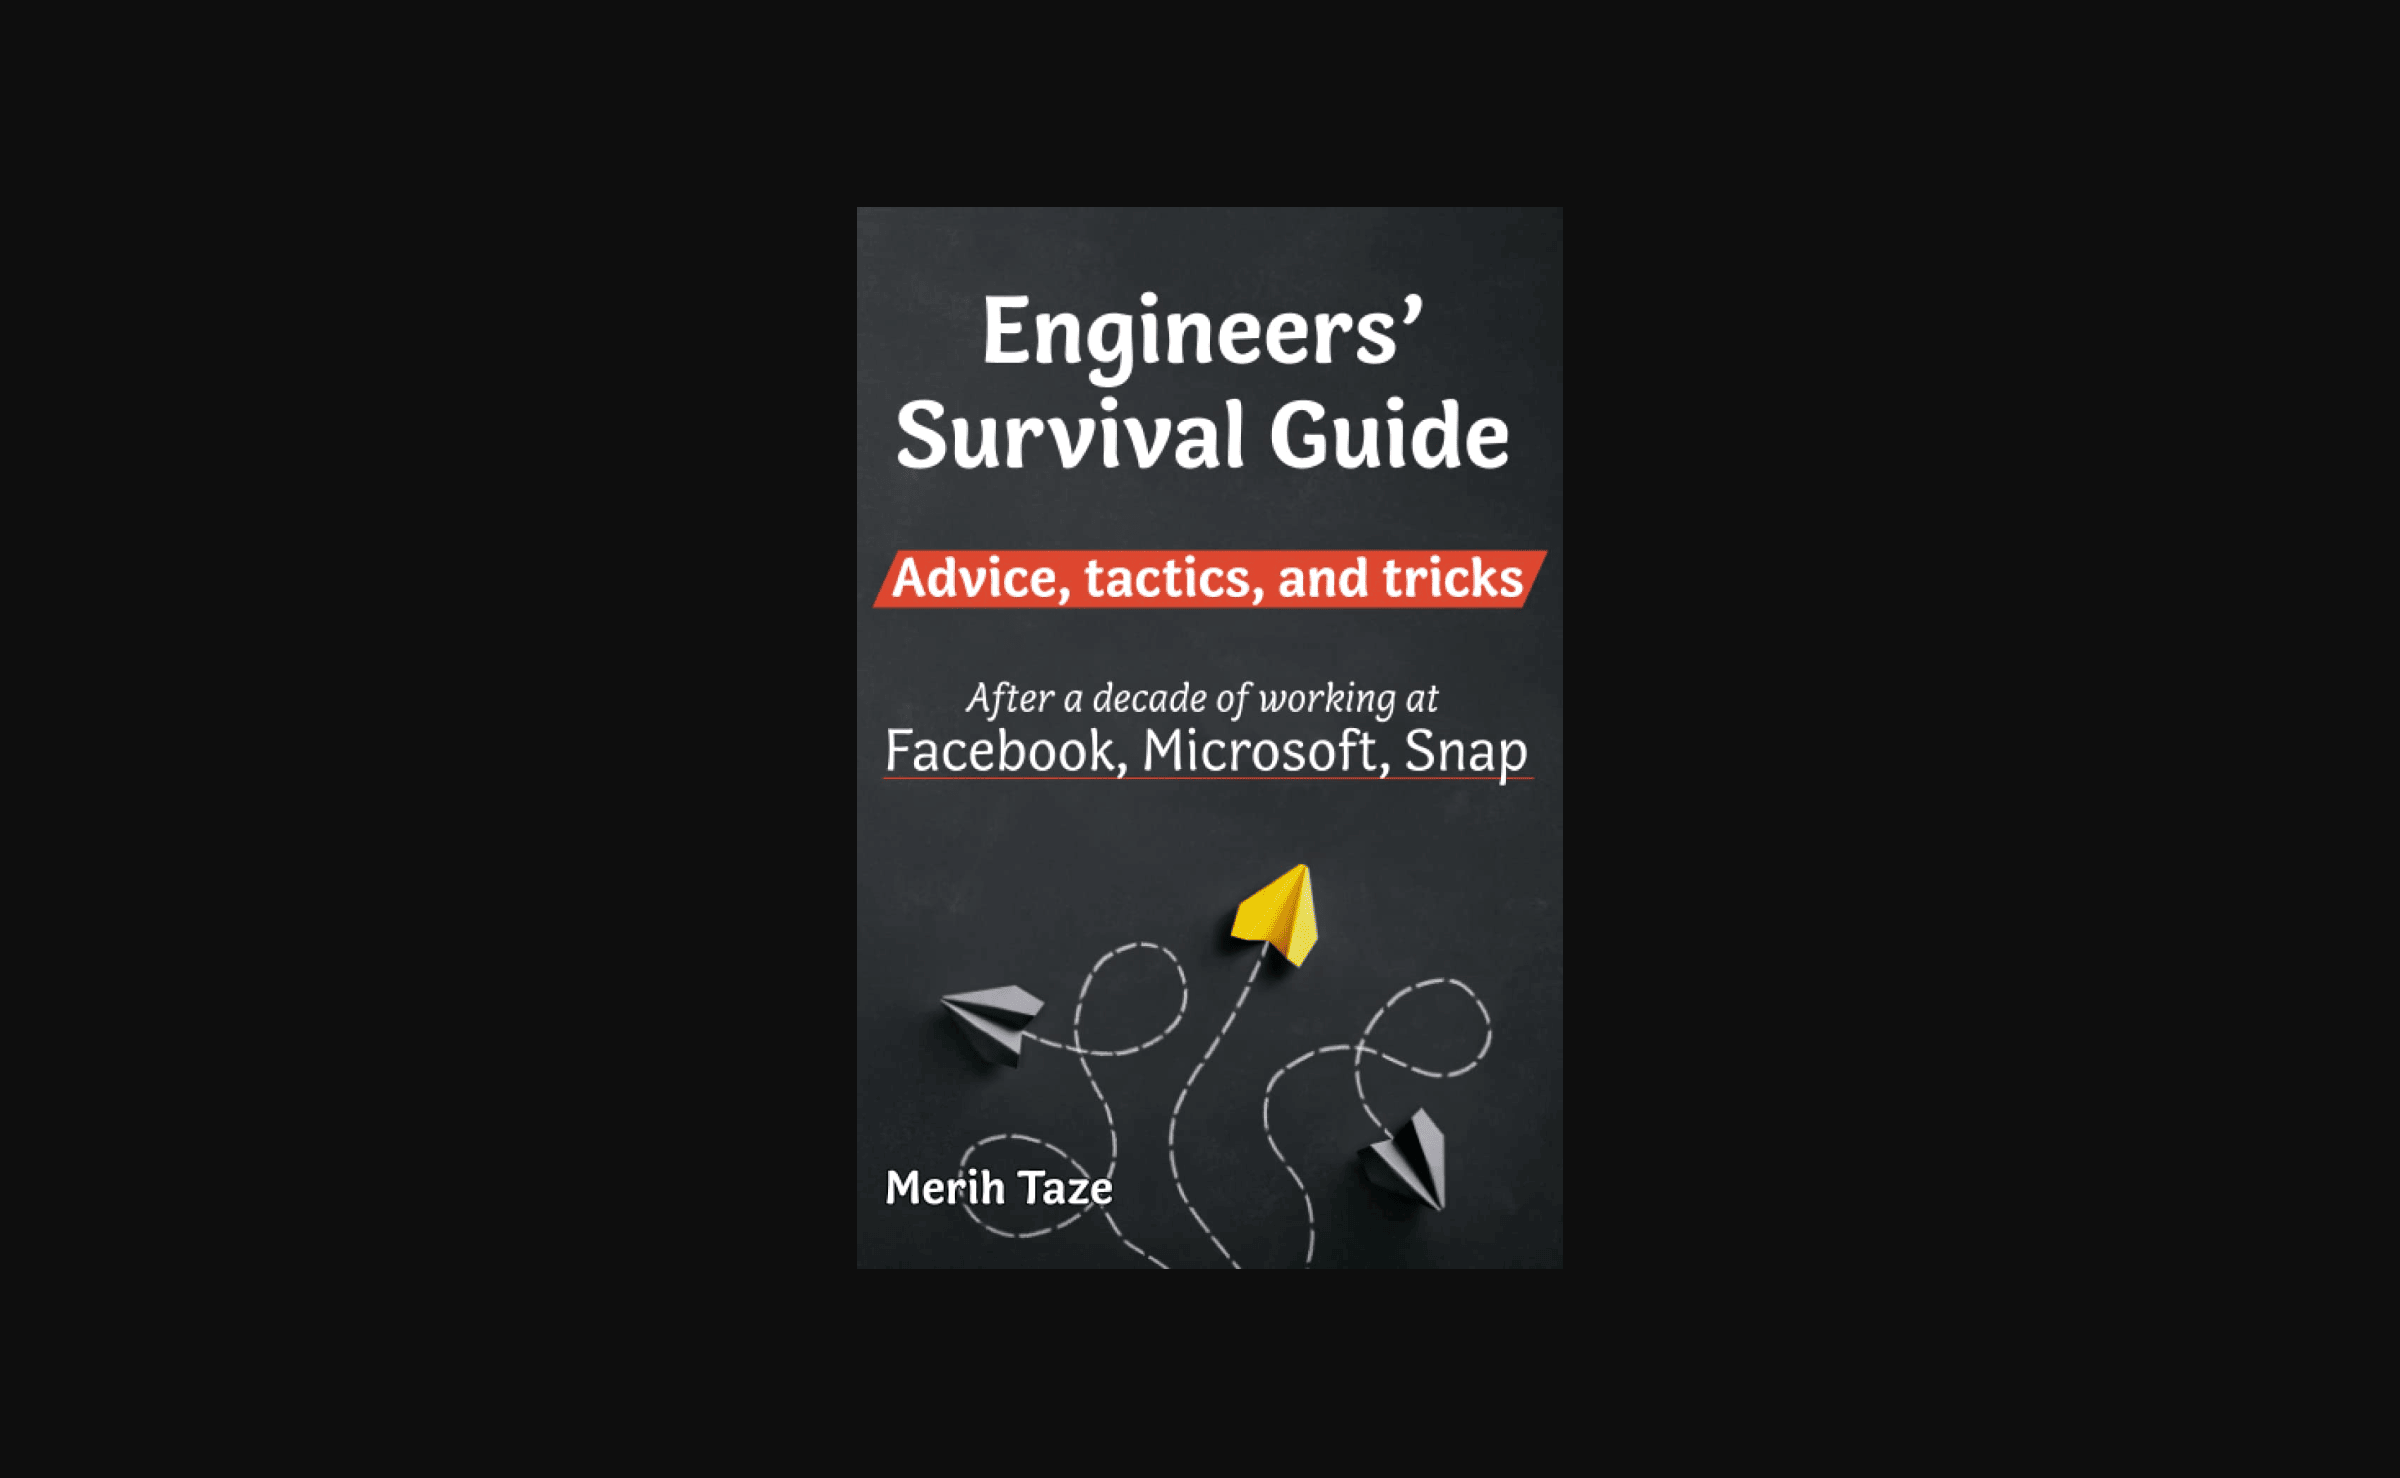 Engineers’
Survival Guide
Advice, tactics, and tricks
After a decade of working at
Facebook, Microsoft, Snap
Merih Taze